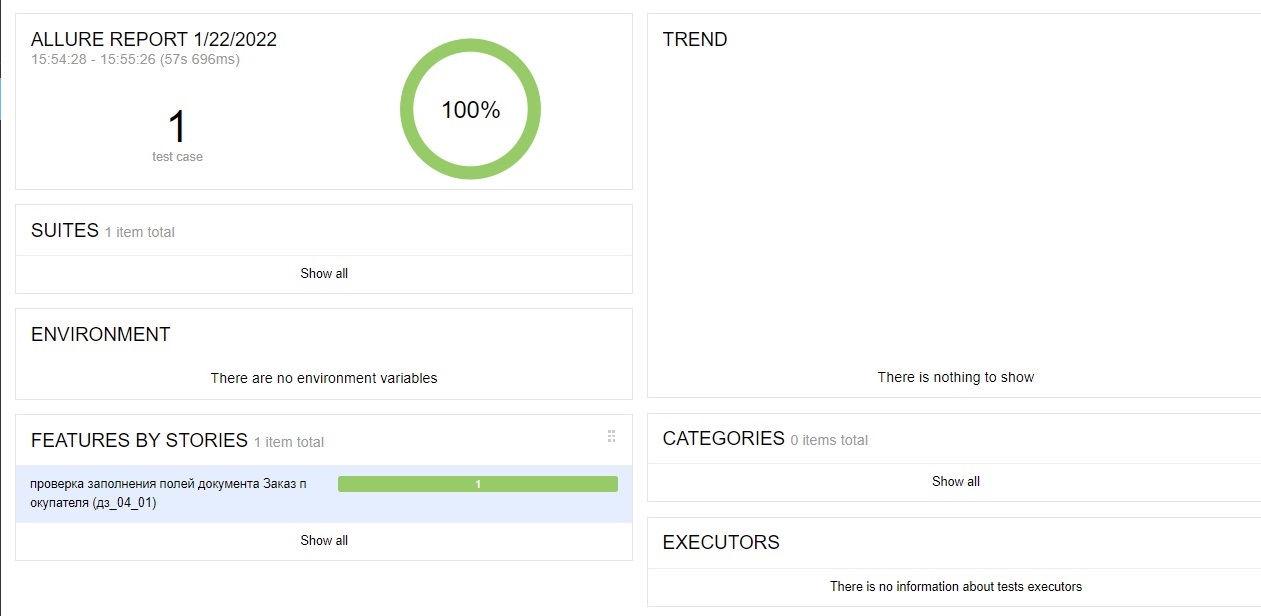 ALLURE REPORT 1/22/2022
15:54:28 - 15:55:26 (57s 696ms)
1
test case
100%
SUITES 1 item total
Show all
ENVIRONMENT
There are no environment variables
FEATURES BY STORIES 1 item total
проверка заполнения полей документа Заказ п
окупателя (дз_04_01)
1
Show all
TREND
There is nothing to show
CATEGORIES 0 items total
Show all
EXECUTORS
There is no information about tests executors